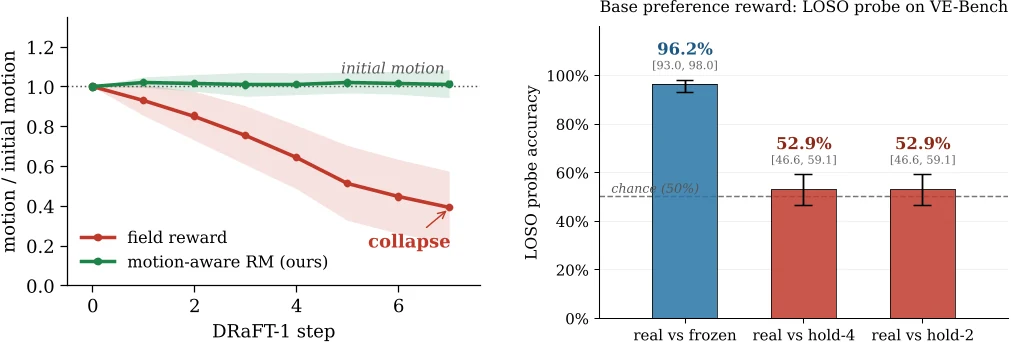 motion / initial motion
1.2
1.0
0.8
0.6
0.4
0.2
0.0
initial motion
collapse
field reward
motion-aware RM (ours)
0
2
4
6
DRaFT-1 step
Base preference reward: LOSO probe on VE-Bench
LOSO probe accuracy
100%
80%
60%
40%
20%
0%
96.2%
[93.0, 98.0]
52.9%
[46.6, 59.1]
52.9%
[46.6, 59.1]
chance (50%)
real vs frozen
real vs hold-4
real vs hold-2